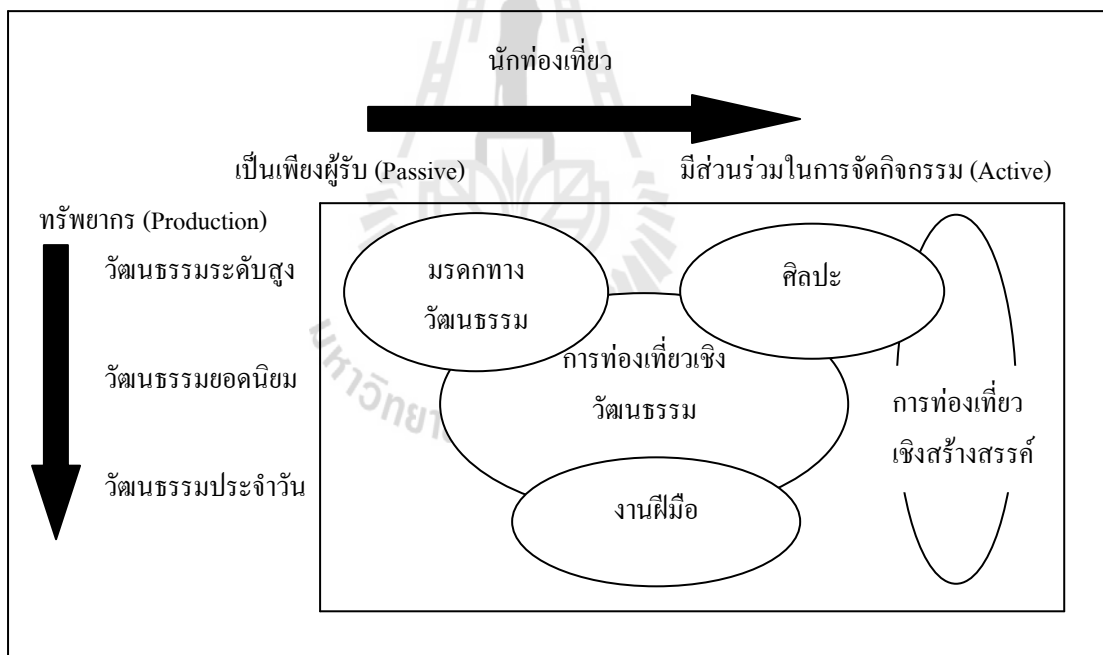 นักท่องเที่ยว
เป็นเพียงผู้รับ (Passive)
มีส่วนร่วมในการจัดกิจกรรม (Active)
ทรัพยากร (Production)
วัฒนธรรมระดับสูง
มรดกทาง
วัฒนธรรม
ศิลปะ
วัฒนธรรมยอดนิยม
การท่องเที่ยวเชิง
วัฒนธรรม
การท่องเที่ยว
เชิงสร้างสรรค์
วัฒนธรรมประจำวัน
งานฝีมือ